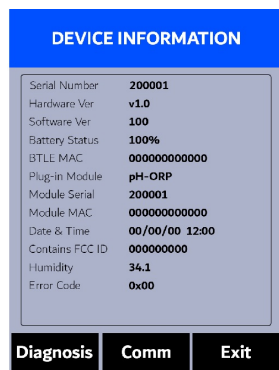 DEVICE INFORMATION
Serial Number 200001
Hardware Ver v1.0
Software Ver 100
Battery Status 100%
BTLE MAC 000000000000
Plug-in Module pH-ORP
Module Serial 200001
Module MAC 000000000000
Date & Time 00/00/00 12:00
Contains FCC ID 000000000
Humidity 34.1
Error Code 0x00
Diagnosis Comm Exit